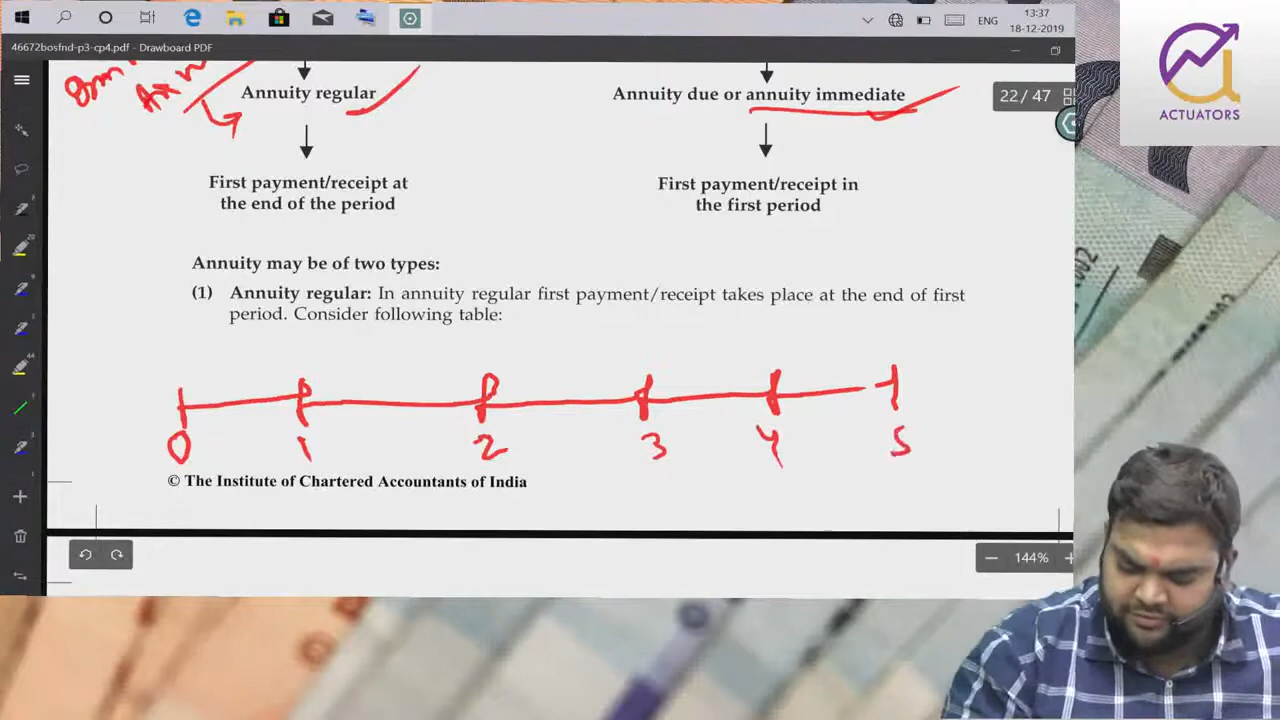 ENG
13:37
18-12-2019
46672bosfnd-p3-cp4.pdf - Drawboard PDF
ACTUATORS
22 / 47
Annuity regular
Annuity due or annuity immediate
First payment/receipt at
the end of the period
First payment/receipt in
the first period
Annuity may be of two types:
(1) Annuity regular: In annuity regular first payment/receipt takes place at the end of first
period. Consider following table:
0 1 2 3 4 5
© The Institute of Chartered Accountants of India
144%